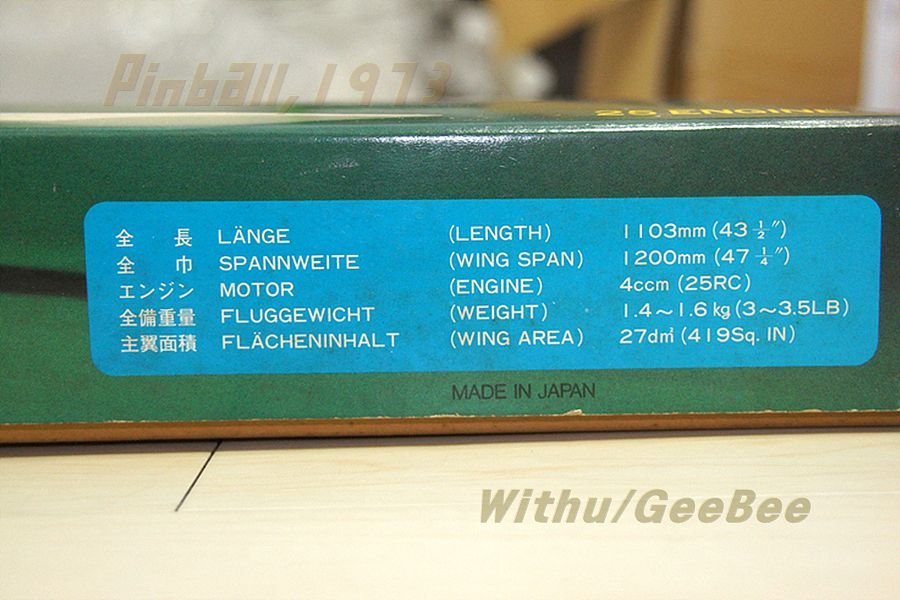 Pinball,1973
25 ENGINE
全長 LÄNGE (LENGTH) 1103mm (43 1/2")
全巾 SPANNWEITE (WING SPAN) 1200mm (47 1/4")
エンジン MOTOR (ENGINE) 4ccm (25RC)
全備重量 FLUGGEWICHT (WEIGHT) 1.4～1.6㎏ (3～3.5LB)
主翼面積 FLÄCHENINHALT (WING AREA) 27d㎡ (419Sq. IN)
MADE IN JAPAN
Withu/GeeBee